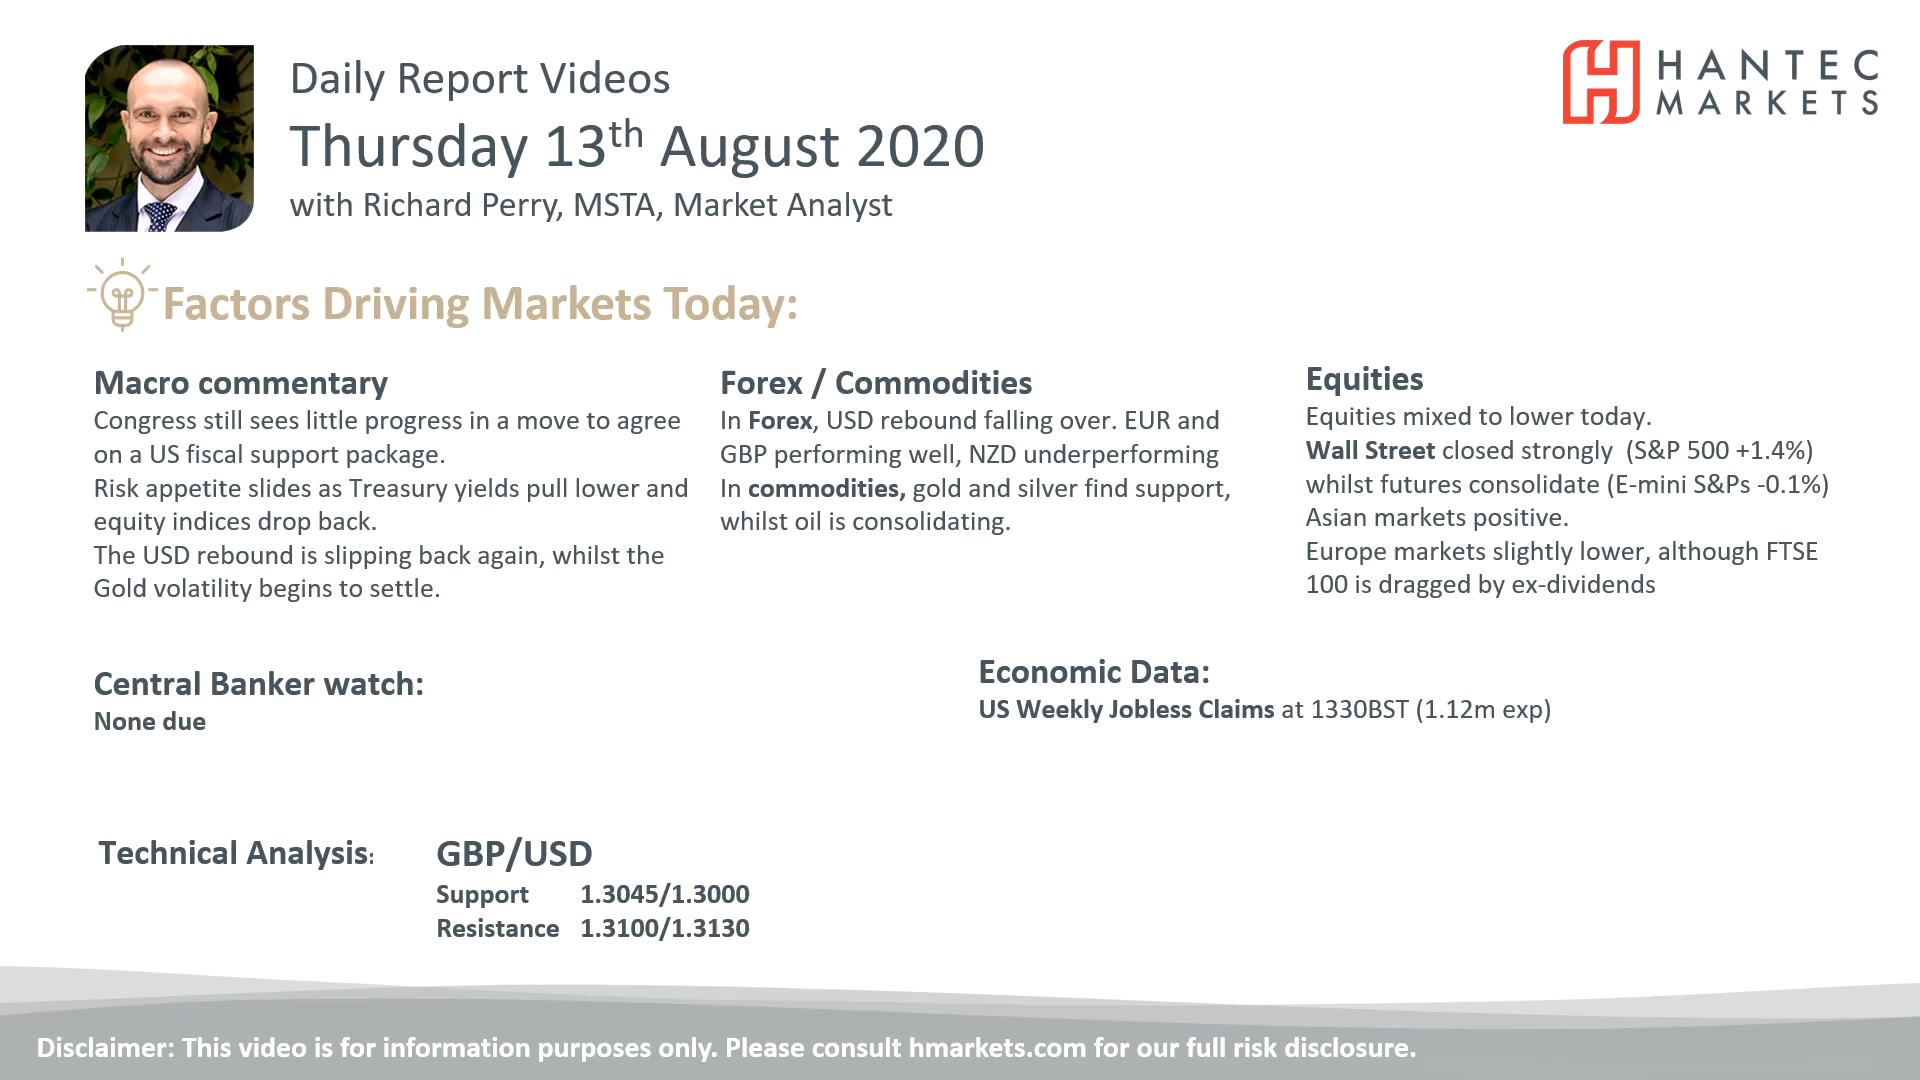 Daily Report Videos
Thursday 13th August 2020
with Richard Perry, MSTA, Market Analyst
HANTEC
MARKETS
Factors Driving Markets Today:
Macro commentary
Congress still sees little progress in a move to agree
on a US fiscal support package.
Risk appetite slides as Treasury yields pull lower and
equity indices drop back.
The USD rebound is slipping back again, whilst the
Gold volatility begins to settle.
Forex / Commodities
In Forex, USD rebound falling over. EUR and
GBP performing well, NZD underperforming
In commodities, gold and silver find support,
whilst oil is consolidating.
Equities
Equities mixed to lower today.
Wall Street closed strongly  (S&P 500 +1.4%)
whilst futures consolidate (E-mini S&Ps -0.1%)
Asian markets positive.
Europe markets slightly lower, although FTSE
100 is dragged by ex-dividends
Central Banker watch:
None due
Economic Data:
US Weekly Jobless Claims at 1330BST (1.12m exp)
Technical Analysis:
GBP/USD
Support 1.3045/1.3000
Resistance 1.3100/1.3130
Disclaimer: This video is for information purposes only. Please consult hmarkets.com for our full risk disclosure.